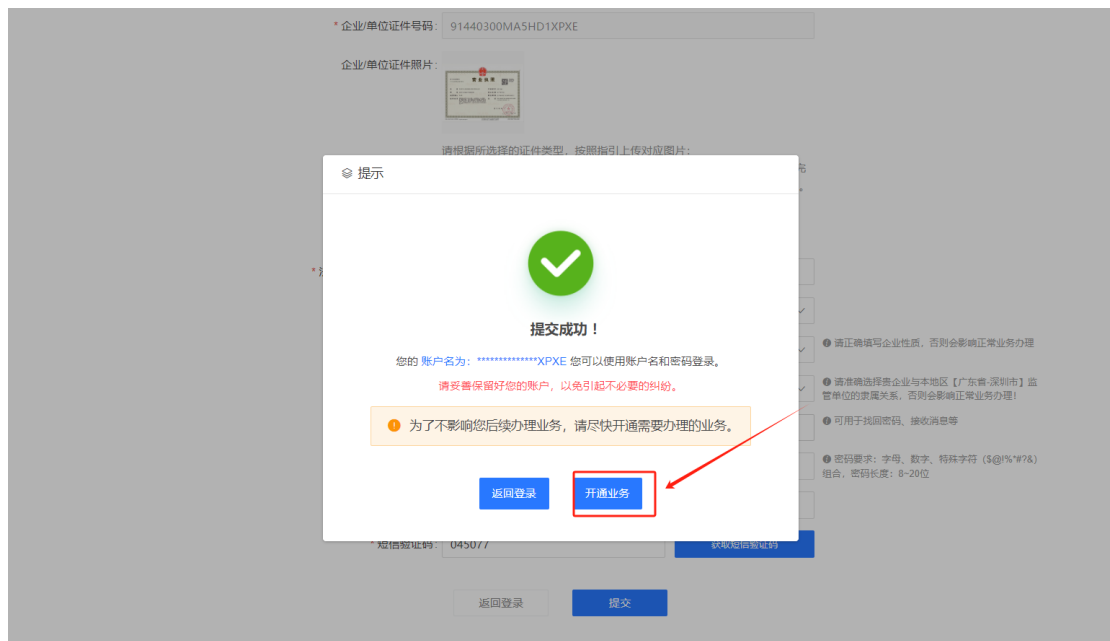 * 企业/单位证件号码: 91440300MA5HD1XPXE
企业/单位证件照片:
营业执照
请根据所选择的证件类型，按照指引上传对应图片:
提示
提交成功！
您的 账户名为: **************XPXE 您可以使用账户名和密码登录。
请妥善保留好您的账户，以免引起不必要的纠纷。
为了不影响您后续办理业务，请尽快开通需要办理的业务。
返回登录 开通业务
请正确填写企业性质，否则会影响正常业务办理
请准确选择贵企业与本地区【广东省-深圳市】监
管单位的隶属关系，否则会影响正常业务办理!
可用于找回密码、接收消息等
密码要求: 字母、数字、特殊字符 ($@!%*#?&)
组合，密码长度: 8~20位
* 短信验证码: 045077 获取短信验证码
返回登录 提交